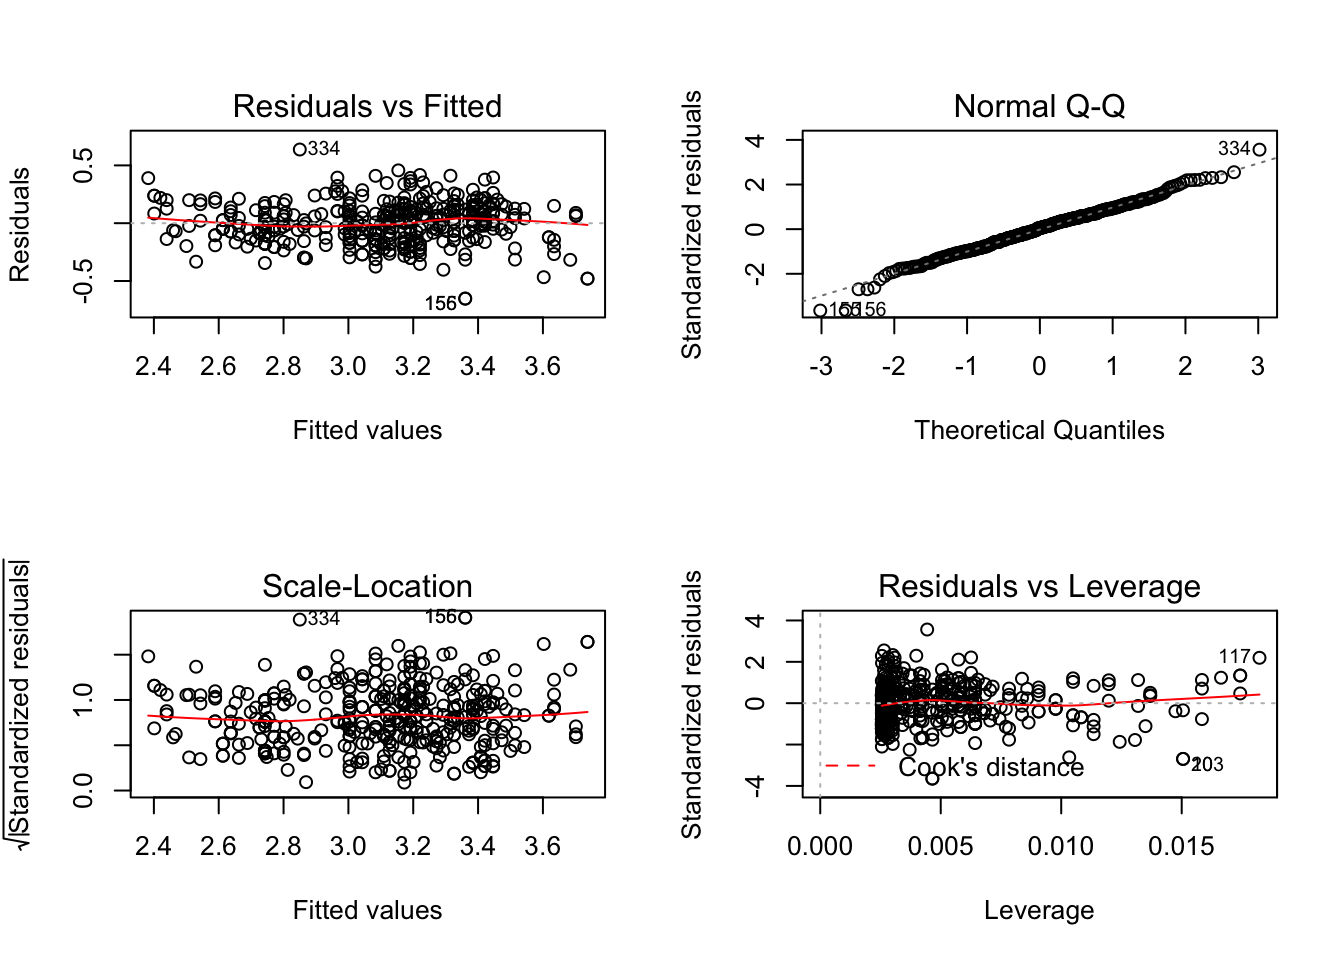 Residuals vs Fitted
Residuals
0.5
-0.5
334
156
2.4 2.6 2.8 3.0 3.2 3.4 3.6
Fitted values
Normal Q-Q
Standardized residuals
4
2
0
-2
334
156
-3 -2 -1 0 1 2 3
Theoretical Quantiles
Scale-Location
√|Standardized residuals|
1.0
0.0
334
2.4 2.6 2.8 3.0 3.2 3.4 3.6
Fitted values
Residuals vs Leverage
Standardized residuals
4
2
0
-4
117
Cook's distance
0.000 0.005 0.010 0.015
Leverage